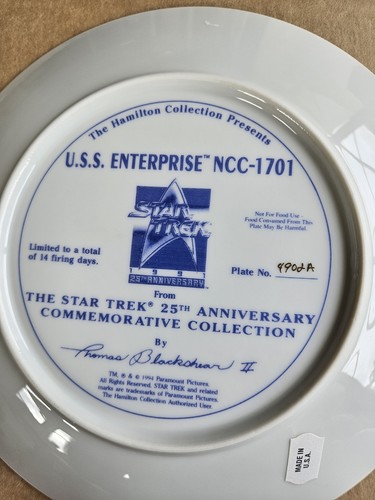 The Hamilton Collection Presents
U.S.S. ENTERPRISE™ NCC-1701
STAR
TREK
1991
25TH ANNIVERSARY
Not For Food Use -
Food Consumed From This
Plate May Be Harmful.
Limited to a total
of 14 firing days.
Plate No. 4902A
From
THE STAR TREK® 25TH ANNIVERSARY
COMMEMORATIVE COLLECTION
By
Thomas Blackshear II
TM, ® & © 1991 Paramount Pictures.
All Rights Reserved. STAR TREK and related
marks are trademarks of Paramount Pictures.
The Hamilton Collection Authorized User.
MADE IN
U.S.A.